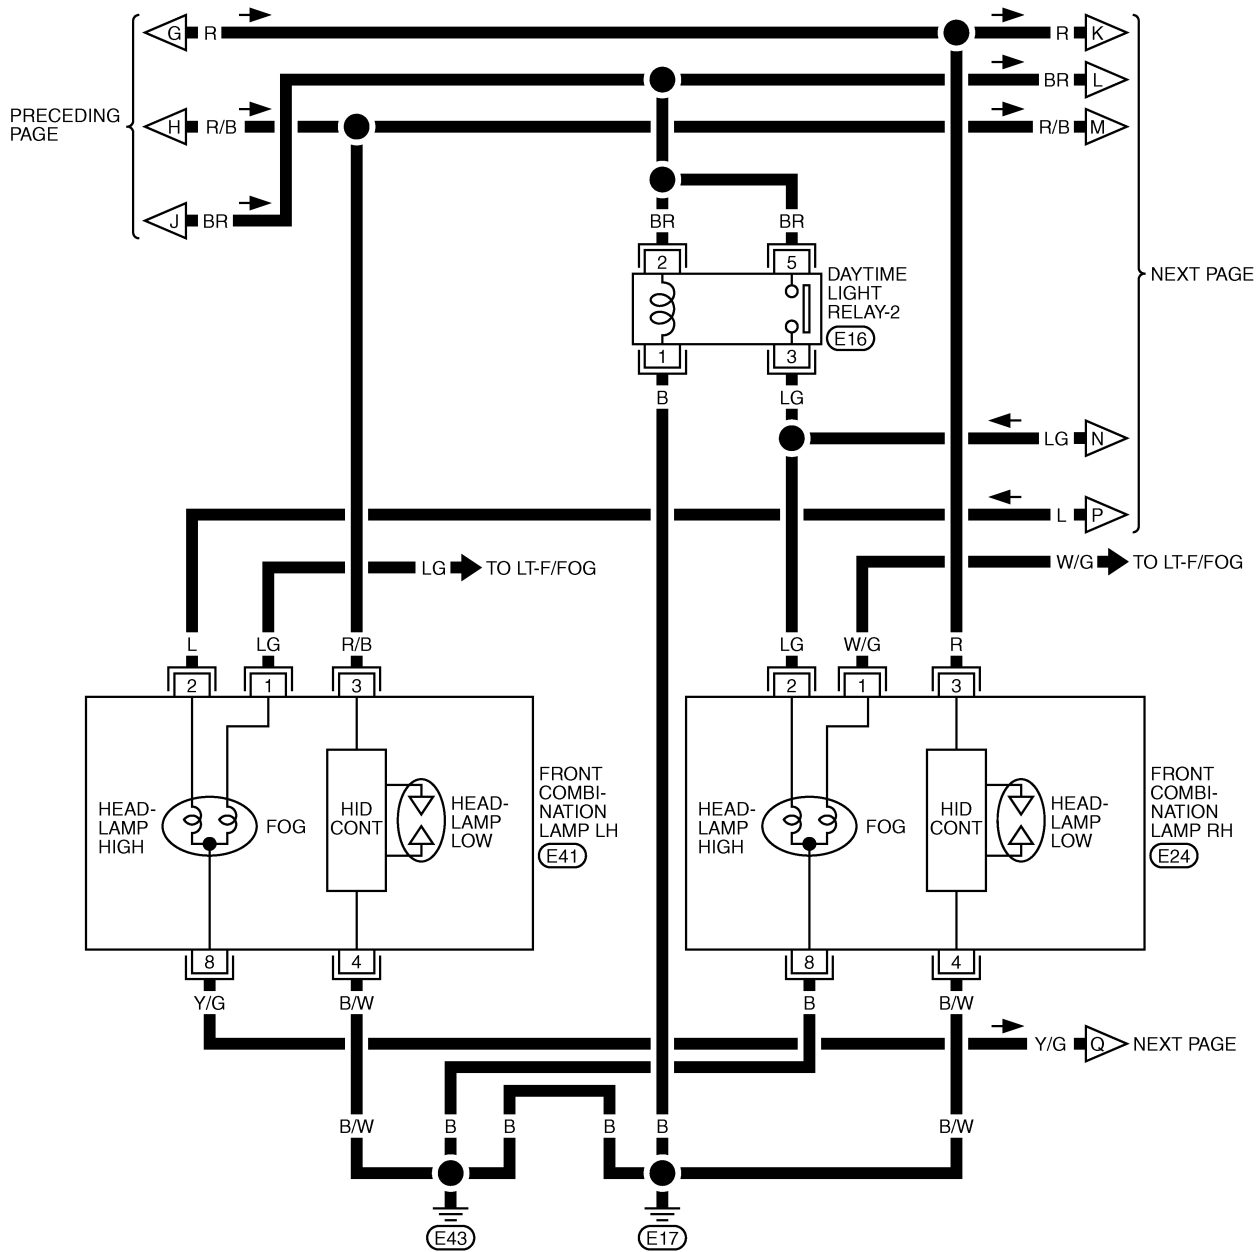 G R R K
BR L
PRECEDING
PAGE
H R/B R/B M
J BR BR BR
2 5
DAYTIME
LIGHT
RELAY-2
E16
NEXT PAGE
1 3
B LG
LG N
L P
LG TO LT-F/FOG
W/G TO LT-F/FOG
L LG R/B LG W/G R
2 1 3 2 1 3
HEAD-
LAMP
HIGH
FOG
HID
CONT
HEAD-
LAMP
LOW
FRONT
COMBI-
NATION
LAMP LH
E41
HEAD-
LAMP
HIGH
FOG
HID
CONT
HEAD-
LAMP
LOW
FRONT
COMBI-
NATION
LAMP RH
E24
8 4 8 4
Y/G B/W B B/W
Y/G Q NEXT PAGE
B/W B B B B B/W
E43 E17